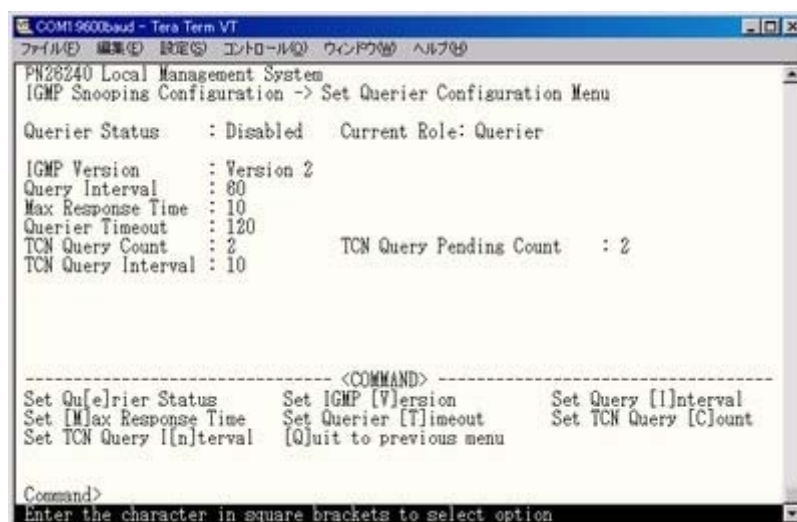 COM1:9600baud - Tera Term VT
ファイル(F) 編集(E) 設定(S) コントロール(O) ウィンドウ(W) ヘルプ(H)
PN26240 Local Management System
IGMP Snooping Configuration -> Set Querier Configuration Menu
Querier Status : Disabled Current Role: Querier
IGMP Version : Version 2
Query Interval : 60
Max Response Time : 10
Querier Timeout : 120
TCN Query Count : 2 TCN Query Pending Count : 2
TCN Query Interval : 10
------------------------------------ <COMMAND> ------------------------------------
Set Qu[e]rier Status Set IGMP [V]ersion Set Query [I]nterval
Set [M]ax Response Time Set Querier [T]imeout Set TCN Query [C]ount
Set TCN Query I[n]terval [Q]uit to previous menu
Command>
Enter the character in square brackets to select option